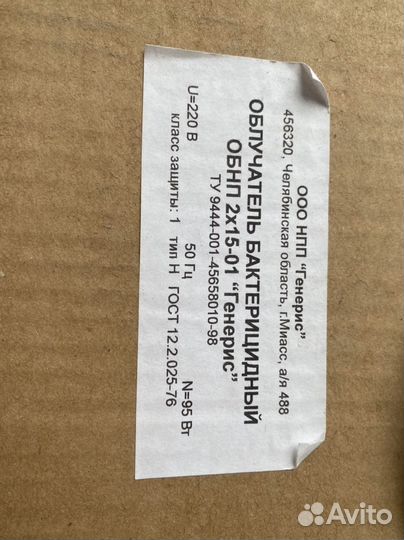 ООО НПП "Генерис"
456320, Челябинская область, г.Миасс, а/я 488
ОБЛУЧАТЕЛЬ БАКТЕРИЦИДНЫЙ
ОБНП 2х15-01 "Генерис"
ТУ 9444-001-45658010-98
U=220 В 50 Гц N=95 Вт
класс защиты: 1 тип Н ГОСТ 12.2.025-76
Avito